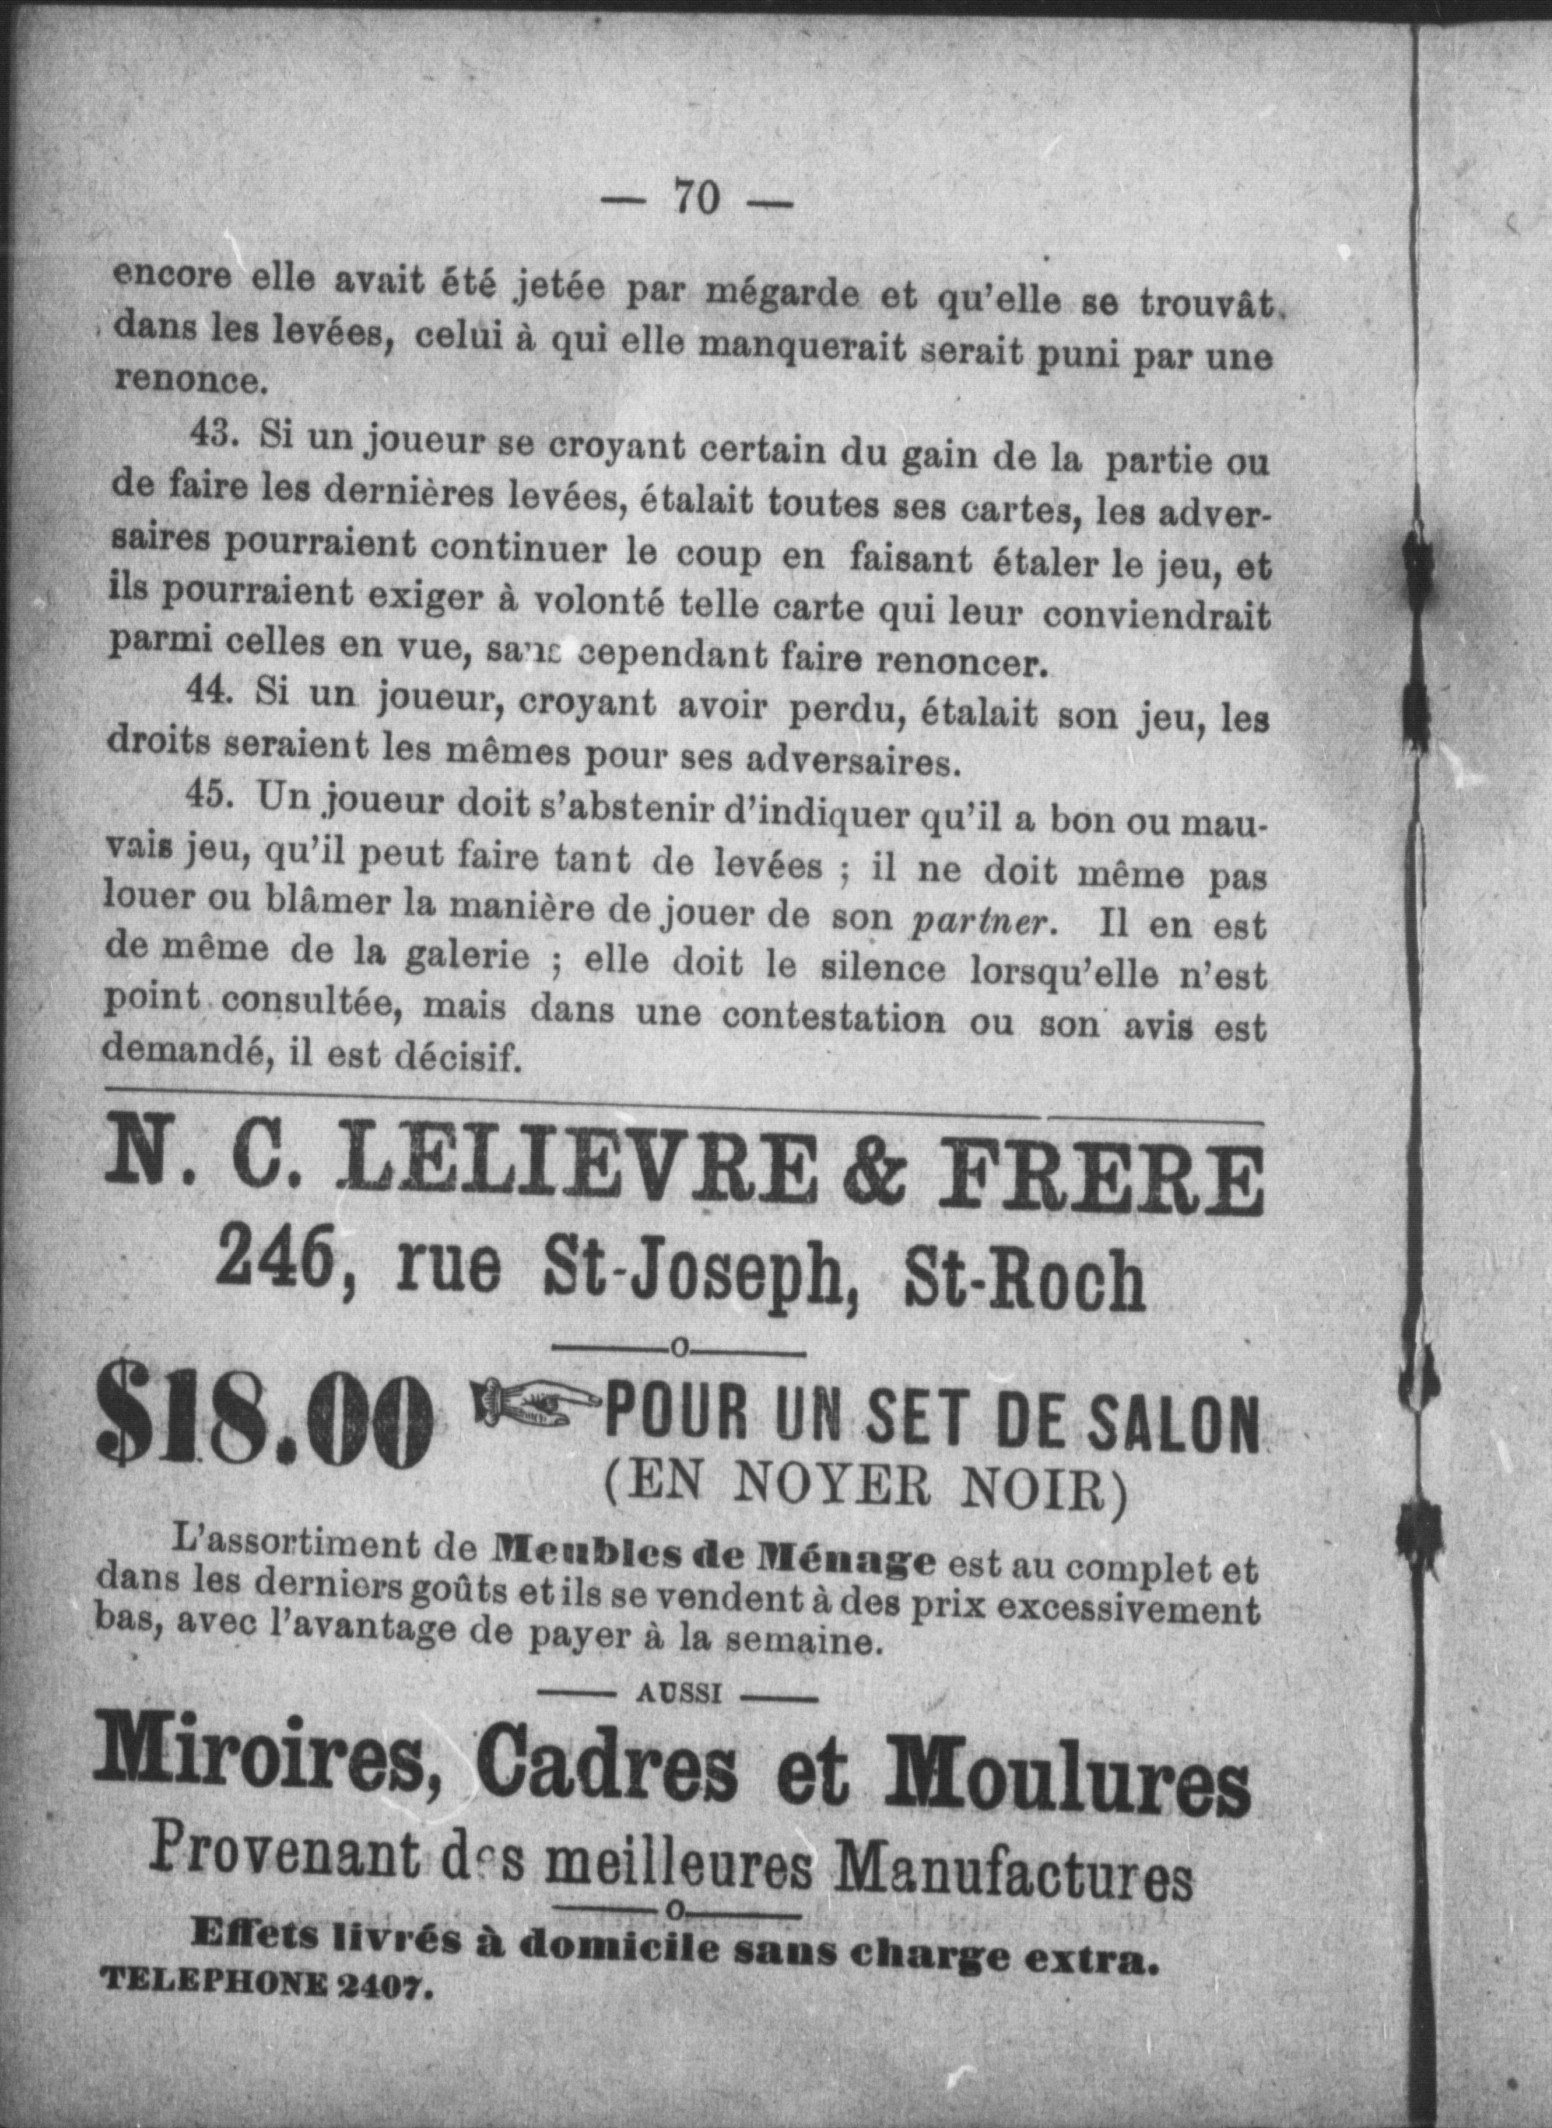 — 70 —
encore elle avait été jetée par mégarde et qu'elle se trouvât
dans les levées, celui à qui elle manquerait serait puni par une
renonce.
43. Si un joueur se croyant certain du gain de la partie ou
de faire les dernières levées, étalait toutes ses cartes, les adver-
saires pourraient continuer le coup en faisant étaler le jeu, et
ils pourraient exiger à volonté telle carte qui leur conviendrait
parmi celles en vue, sans cependant faire renoncer.
44. Si un joueur, croyant avoir perdu, étalait son jeu, les
droits seraient les mêmes pour ses adversaires.
45. Un joueur doit s'abstenir d'indiquer qu'il a bon ou mau-
vais jeu, qu'il peut faire tant de levées ; il ne doit même pas
louer ou blâmer la manière de jouer de son partner. Il en est
de même de la galerie ; elle doit le silence lorsqu'elle n'est
point consultée, mais dans une contestation ou son avis est
demandé, il est décisif.
N. C. LELIEVRE & FRERE
246, rue St-Joseph, St-Roch
—o—
$18.00 ☞ POUR UN SET DE SALON
(EN NOYER NOIR)
L'assortiment de Meubles de Ménage est au complet et
dans les derniers goûts et ils se vendent à des prix excessivement
bas, avec l'avantage de payer à la semaine.
— AUSSI —
Miroires, Cadres et Moulures
Provenant des meilleures Manufactures
—o—
Effets livrés à domicile sans charge extra.
TELEPHONE 2407.